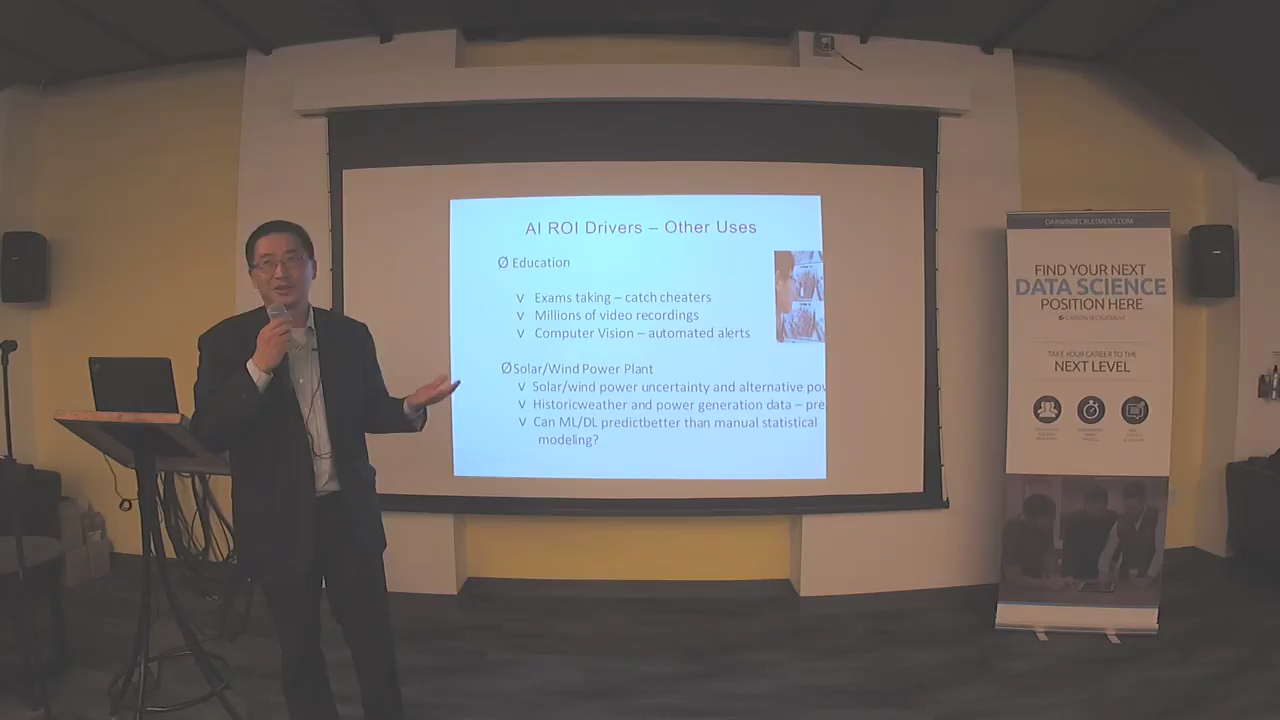 AI ROI Drivers – Other Uses
Ø Education
v Exams taking – catch cheaters
v Millions of video recordings
v Computer Vision – automated alerts
ØSolar/Wind Power Plant
v Solar/wind power uncertainty and alternative pov
v Historicweather and power generation data – pre
v Can ML/DL predictbetter than manual statistical
modeling?
DARWINRECRUITMENT.COM
FIND YOUR NEXT
DATA SCIENCE
POSITION HERE
TAKE YOUR CAREER TO THE
NEXT LEVEL